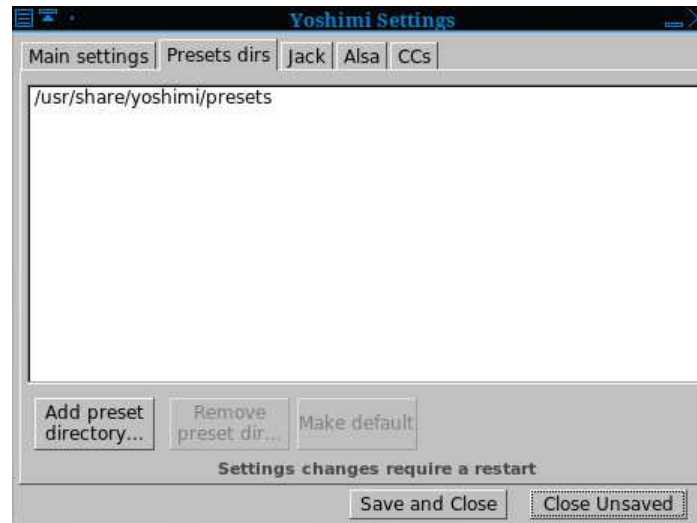 Yoshimi Settings
Main settings Presets dirs Jack Alsa CCs
/usr/share/yoshimi/presets
Add preset directory...
Remove preset dir...
Make default
Settings changes require a restart
Save and Close Close Unsaved